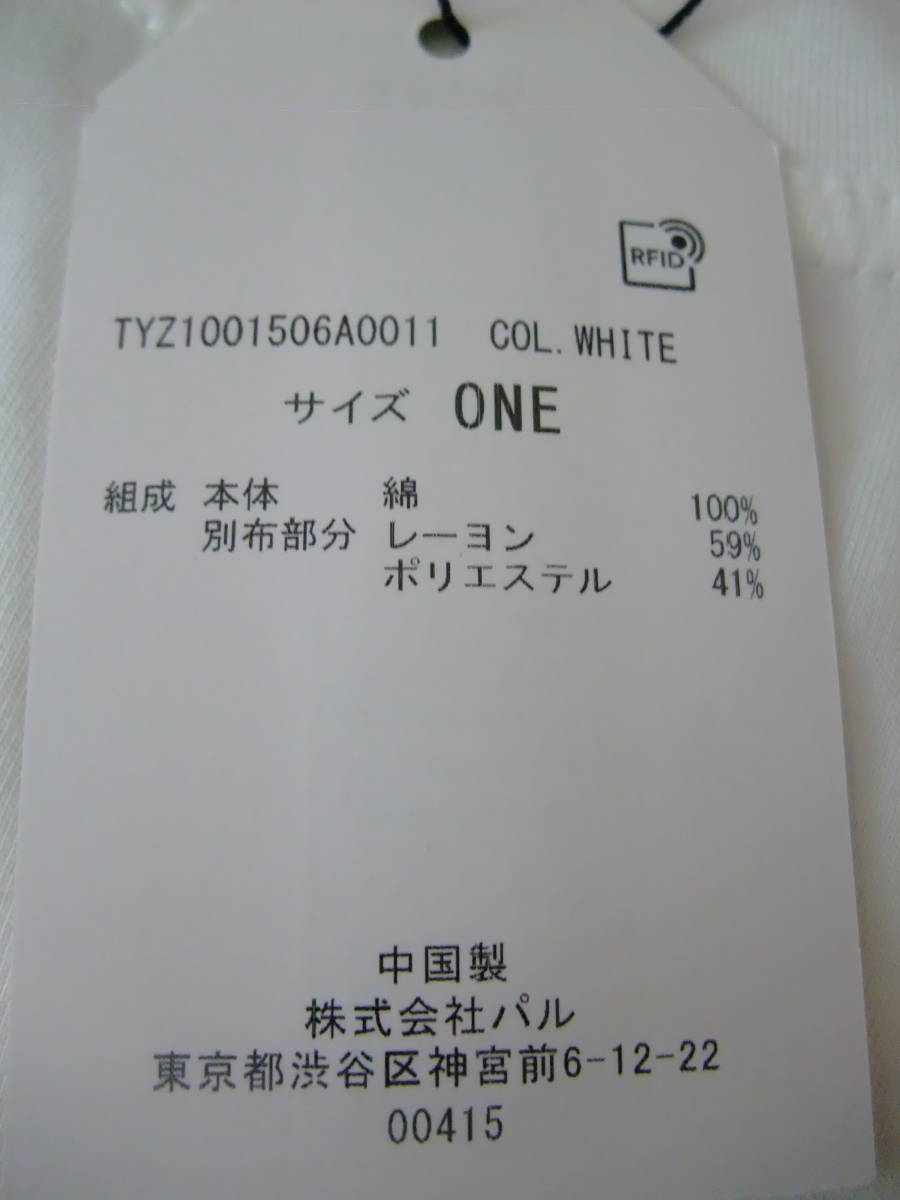 RFID
TYZ1001506A0011 COL.WHITE
サイズ ONE
組成 本体 綿 100%
別布部分 レーヨン 59%
ポリエステル 41%
中国製
株式会社パル
東京都渋谷区神宮前6-12-22
00415